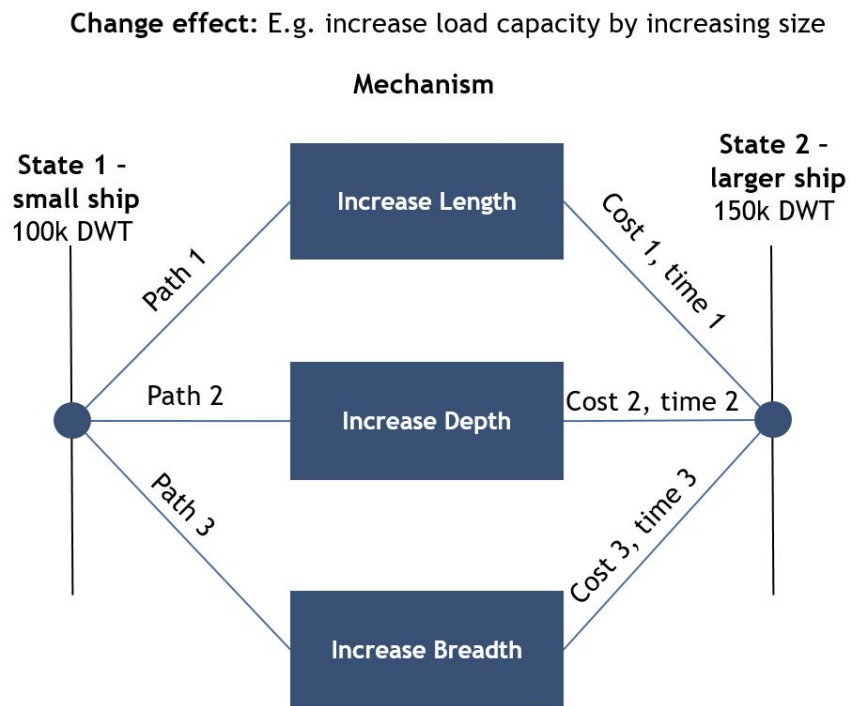 Change effect: E.g. increase load capacity by increasing size
Mechanism
State 1 –
small ship
100k DWT
State 2 –
larger ship
150k DWT
Path 1
Increase Length
Cost 1, time 1
Path 2
Increase Depth
Cost 2, time 2
Path 3
Increase Breadth
Cost 3, time 3